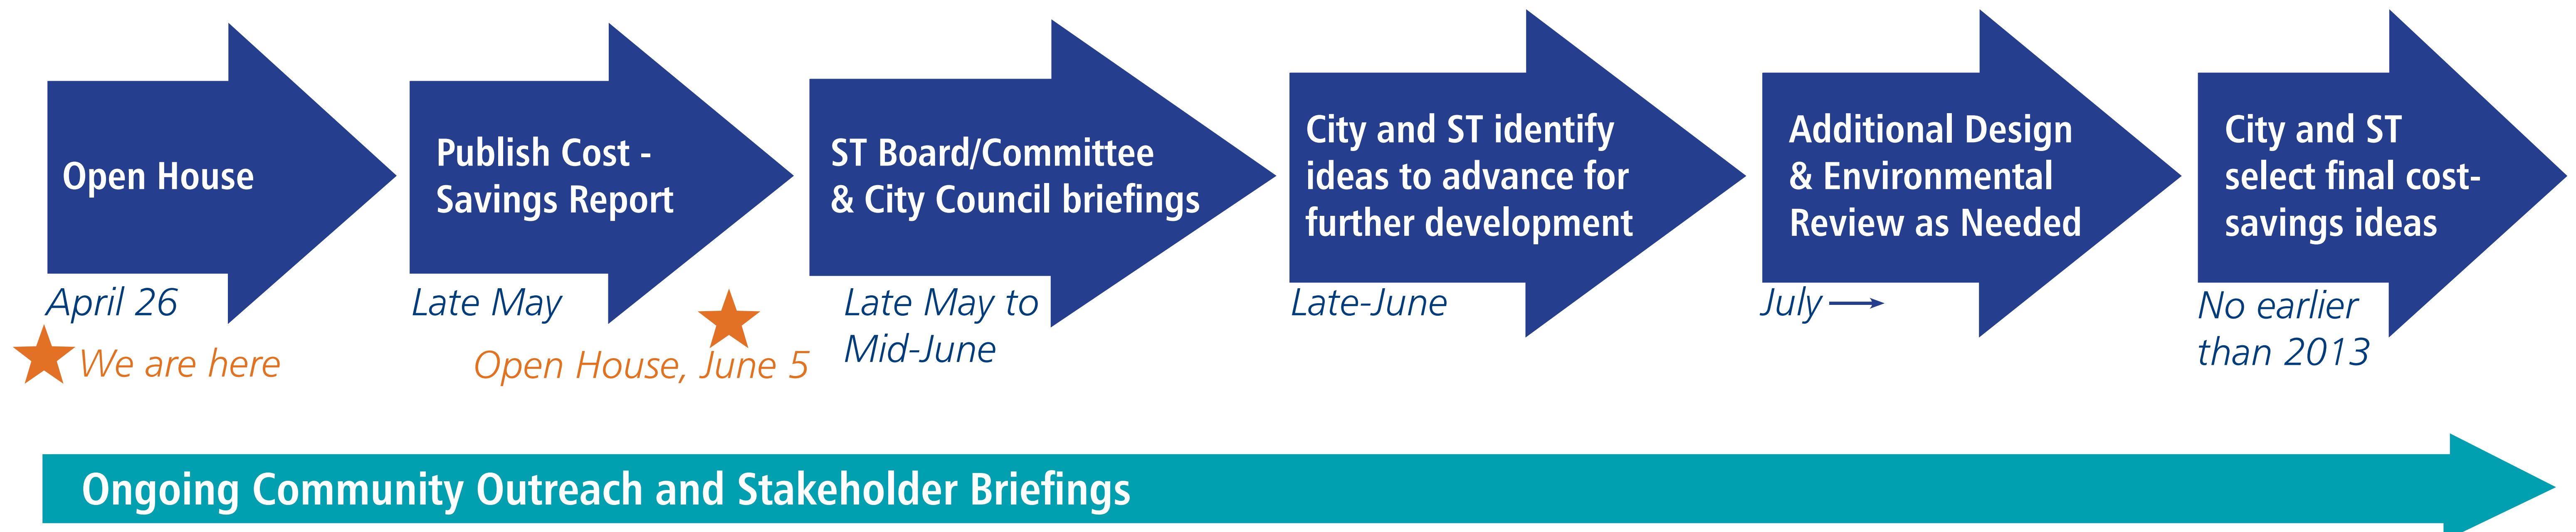 Open House
Publish Cost -
Savings Report
ST Board/Committee
& City Council briefings
City and ST identify
ideas to advance for
further development
Additional Design
& Environmental
Review as Needed
City and ST
select final cost-
savings ideas
April 26
We are here
Late May
Open House, June 5
Late May to
Mid-June
Late-June
July
No earlier
than 2013
Ongoing Community Outreach and Stakeholder Briefings